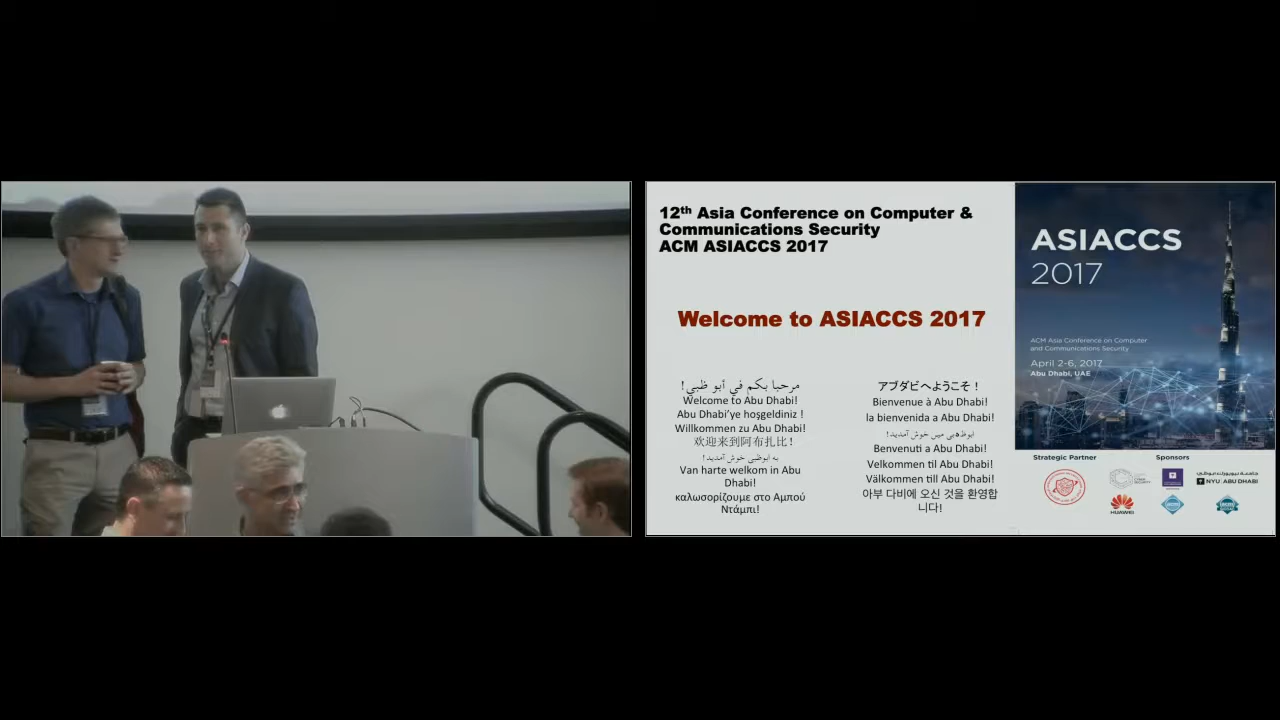 12th Asia Conference on Computer &
Communications Security
ACM ASIACCS 2017
Welcome to ASIACCS 2017
مرحبا بكم في أبو ظبي!
Welcome to Abu Dhabi!
Abu Dhabi'ye hoşgeldiniz !
Willkommen zu Abu Dhabi!
欢迎来到阿布扎比！
به ابوظبی خوش آمدید!
Van harte welkom in Abu
Dhabi!
καλωσορίζουμε στο Αμπού
Ντάμπι!
アブダビへようこそ！
Bienvenue à Abu Dhabi!
la bienvenida a Abu Dhabi!
ابوظہبی میں خوش آمدید!
Benvenuti a Abu Dhabi!
Velkommen til Abu Dhabi!
Välkommen till Abu Dhabi!
아부 다비에 오신 것을 환영합
니다!
ASIACCS
2017
ACM Asia Conference on Computer
and Communications Security
April 2-6, 2017
Abu Dhabi, UAE
Strategic Partner
Sponsors
CYBER
SECURITY
جامعة نيويورك أبوظبي
NYU ABU DHABI
HUAWEI